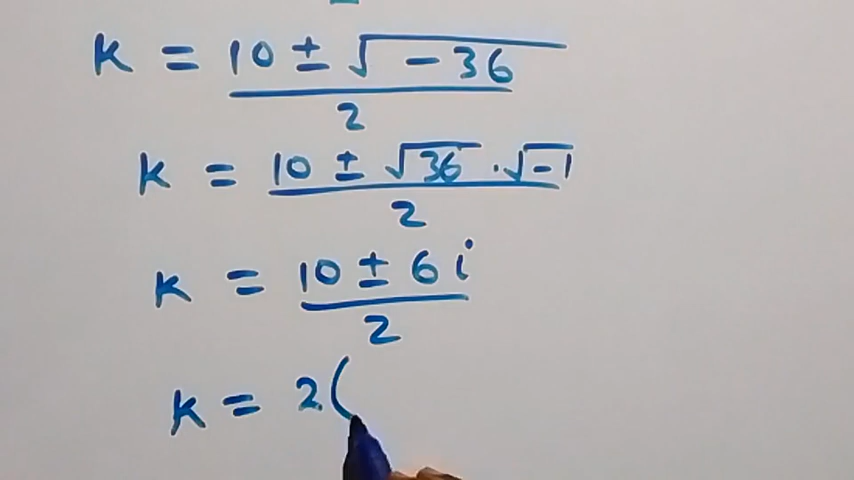 K = 10 ± √-36 / 2
K = 10 ± √36 · √-1 / 2
K = 10 ± 6i / 2
K = 2(